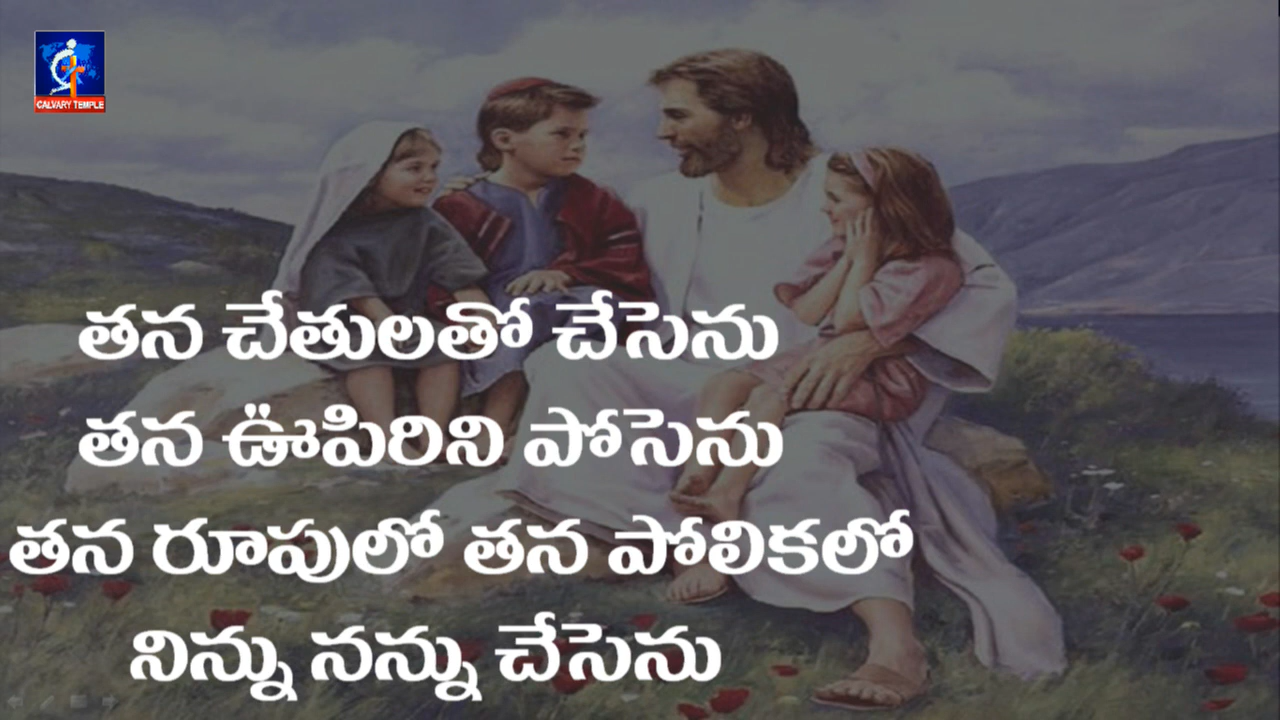 CALVARY TEMPLE
తన చేతులతో చేసెను
తన ఊపిరిని పోసెను
తన రూపులో తన పోలికలో
నిన్ను నన్ను చేసెను